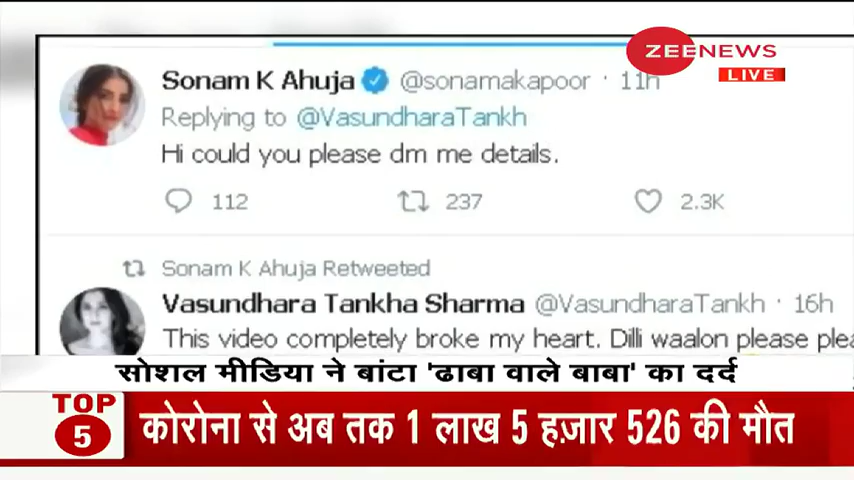 ZEENEWS
LIVE
Sonam K Ahuja @sonamakapoor · 11h
Replying to @VasundharaTankh
Hi could you please dm me details.
112 237 2.3K
Sonam K Ahuja Retweeted
Vasundhara Tankha Sharma @VasundharaTankh · 16h
This video completely broke my heart. Dilli waalon please plea
सोशल मीडिया ने बांटा 'ढाबा वाले बाबा' का दर्द
TOP
5
कोरोना से अब तक 1 लाख 5 हज़ार 526 की मौत